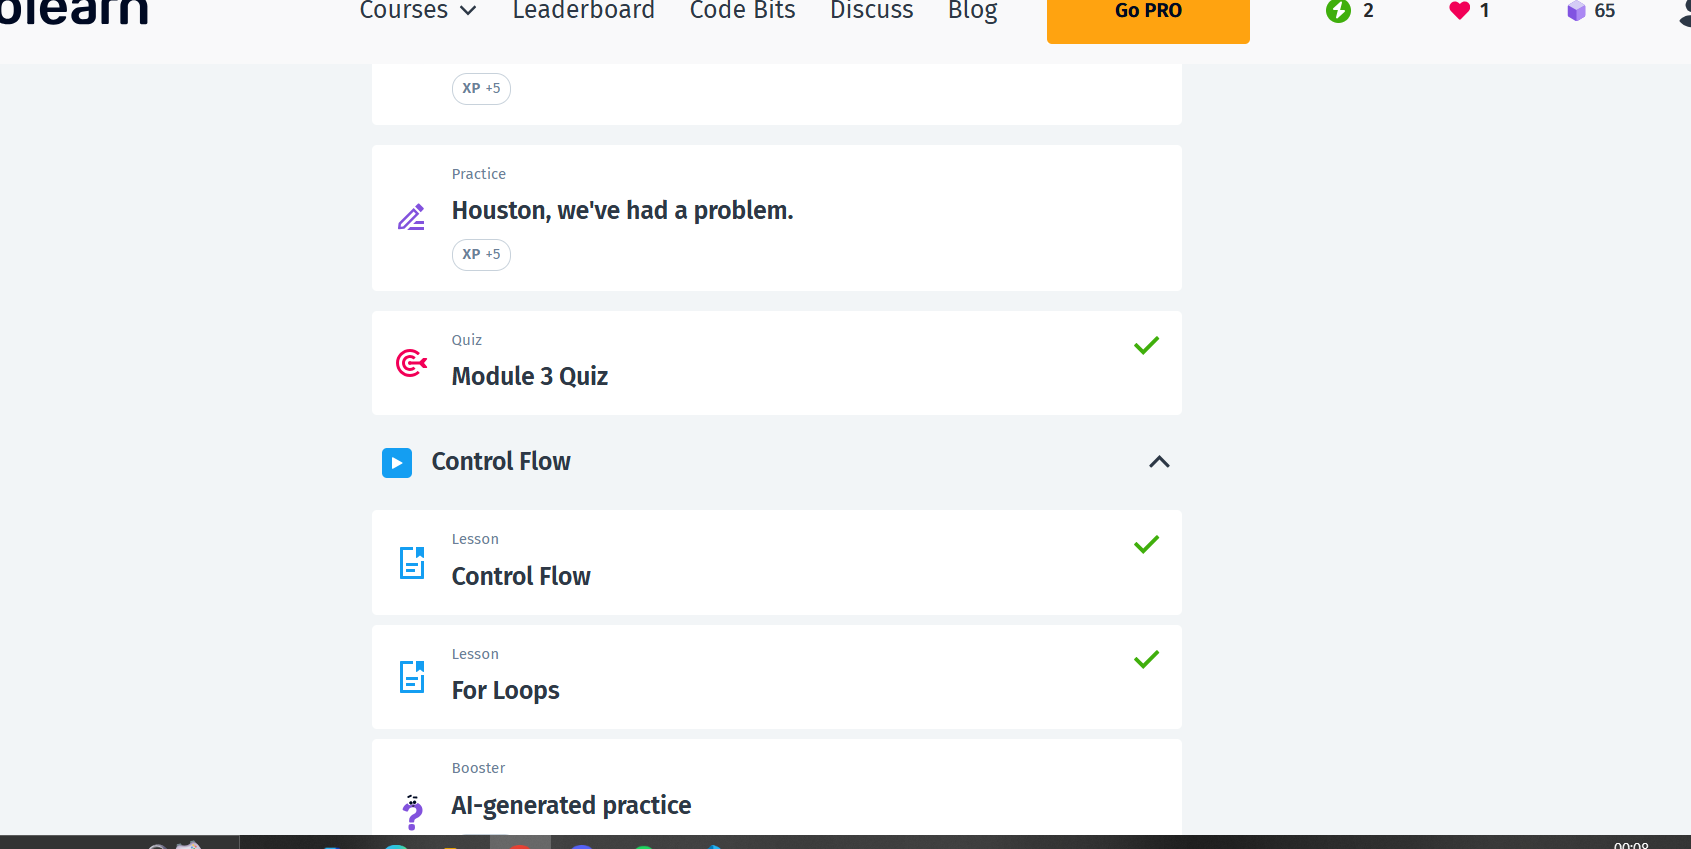 olearn
Courses Leaderboard Code Bits Discuss Blog Go PRO 2 1 65
XP +5
Practice
Houston, we've had a problem.
XP +5
Quiz
Module 3 Quiz
Control Flow
Lesson
Control Flow
Lesson
For Loops
Booster
AI-generated practice
00:08